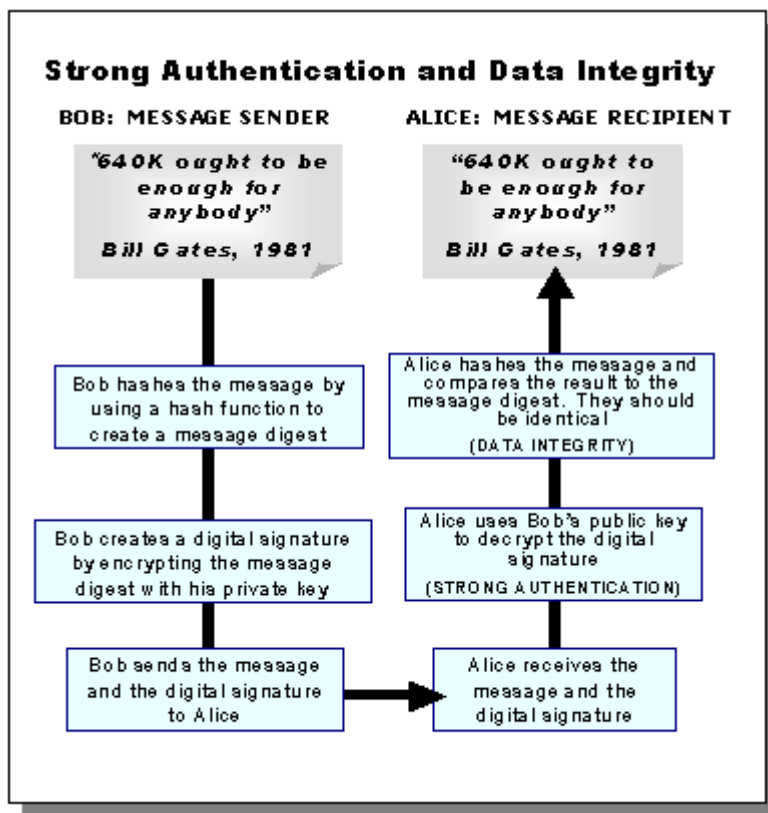 Strong Authentication and Data Integrity
BOB: MESSAGE SENDER
"640K ought to be
enough for
anybody"
Bill Gates, 1981
Bob hashes the message by
using a hash function to
create a message digest
Bob creates a digital signature
by encrypting the message
digest with his private key
Bob sends the message
and the digital signature
to Alice
ALICE: MESSAGE RECIPIENT
"640K ought to
be enough for
anybody"
Bill Gates, 1981
Alice hashes the message and
compares the result to the
message digest. They should
be identical
(DATA INTEGRITY)
Alice uses Bob's public key
to decrypt the digital
signature
(STRONG AUTHENTICATION)
Alice receives the
message and the
digital signature